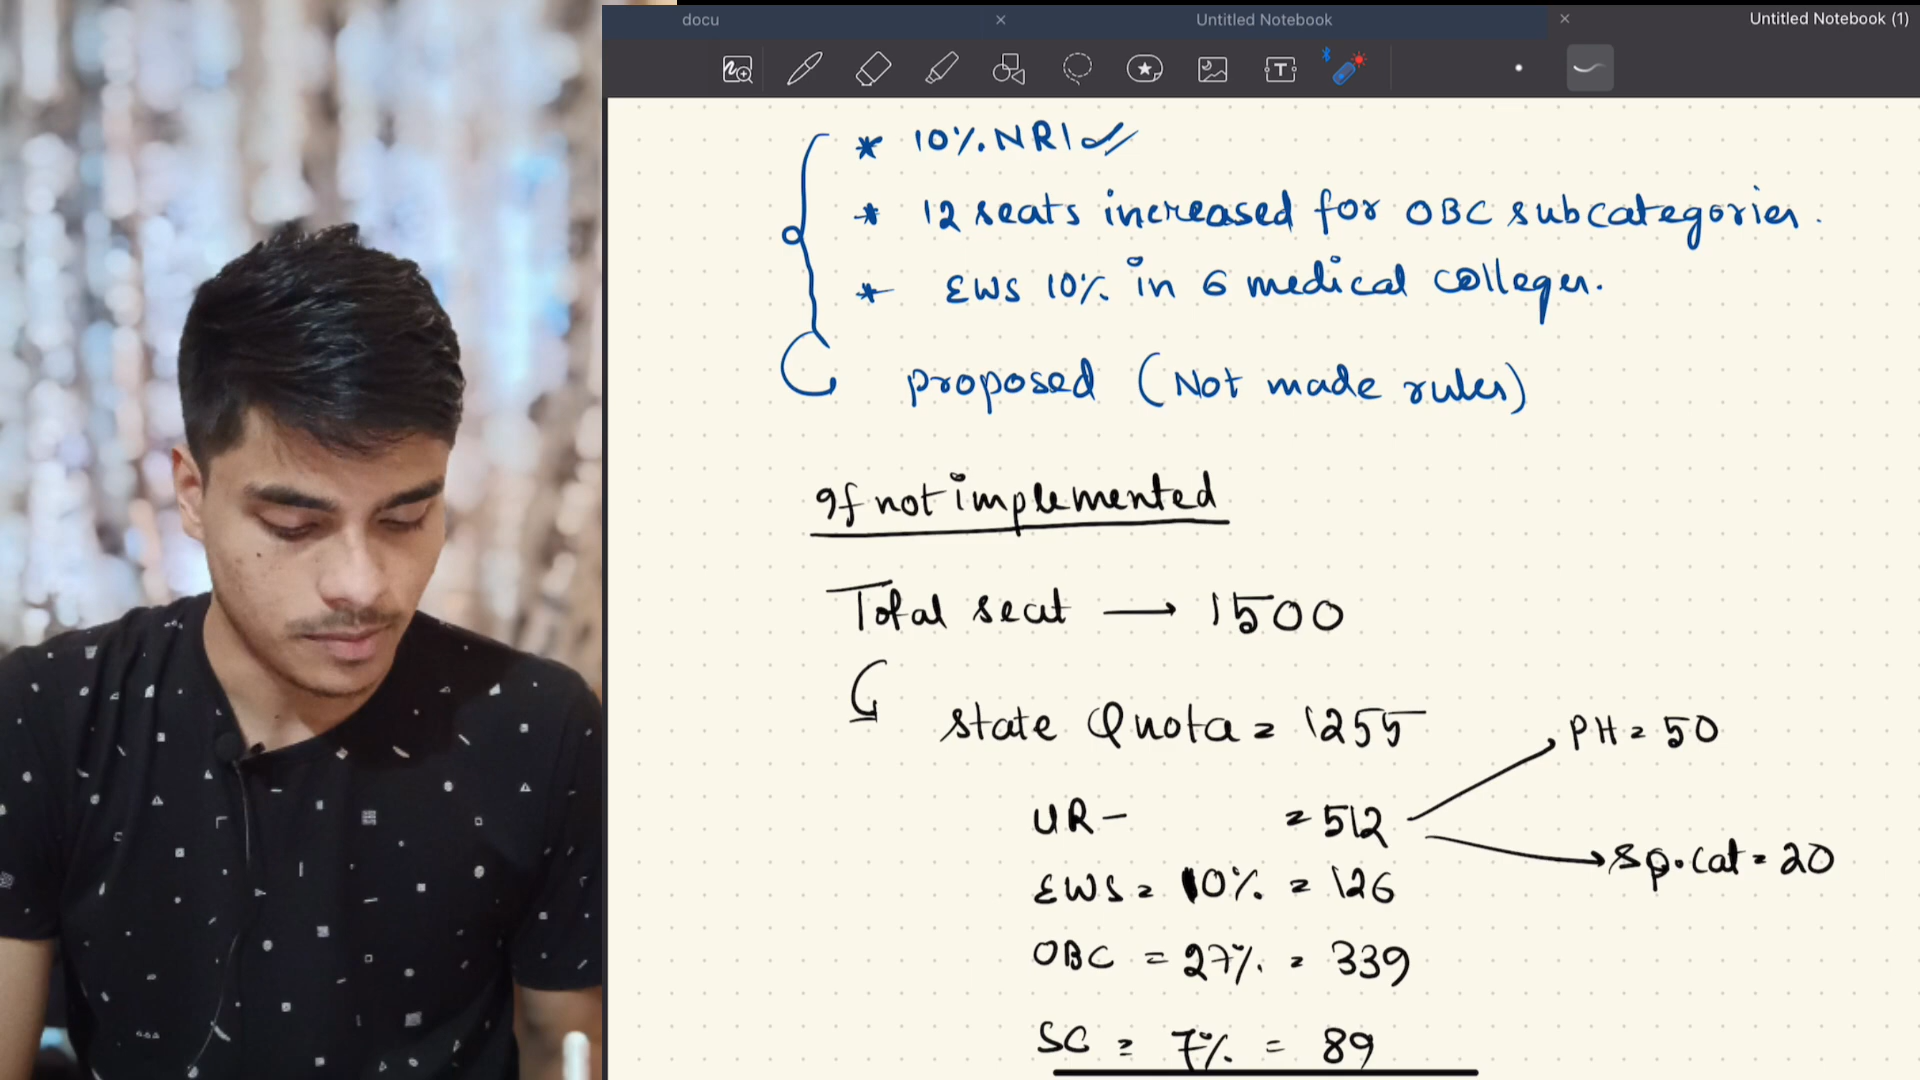 docu
Untitled Notebook
Untitled Notebook (1)
* 10% NRI
* 12 seats increased for OBC subcategories.
* EWS 10% in 6 medical colleges.
proposed (Not made rules)
If not implemented
Total seat → 1500
State Quota = 1255
PH = 50
UR - = 512
Sp. Cat = 20
EWS = 10% = 126
OBC = 27% = 339
SC = 7% = 89